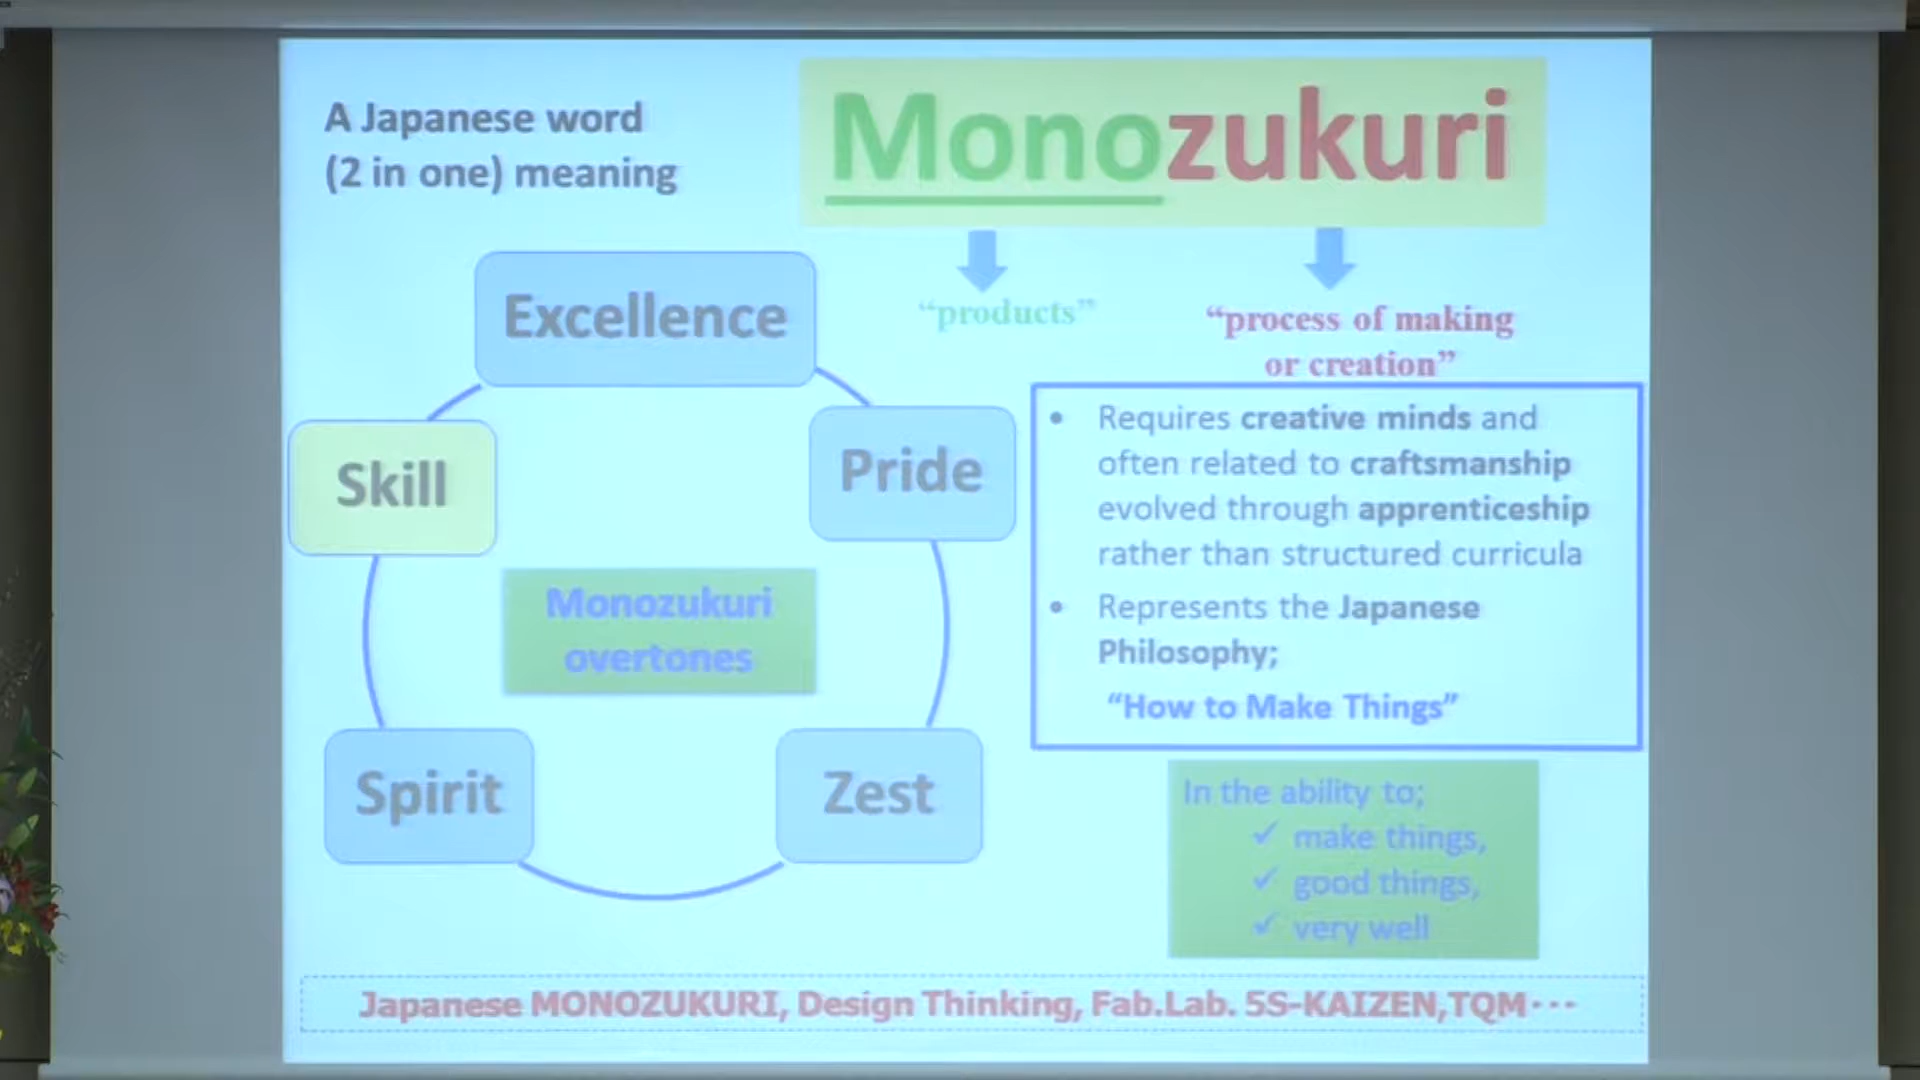 A Japanese word
(2 in one) meaning
Monozukuri
“products”
“process of making
or creation”
Excellence
Pride
Zest
Spirit
Skill
Monozukuri
overtones
• Requires creative minds and
often related to craftsmanship
evolved through apprenticeship
rather than structured curricula
• Represents the Japanese
Philosophy;
“How to Make Things”
In the ability to;
✓ make things,
✓ good things,
✓ very well
Japanese MONOZUKURI, Design Thinking, Fab.Lab. 5S-KAIZEN,TQM･･･